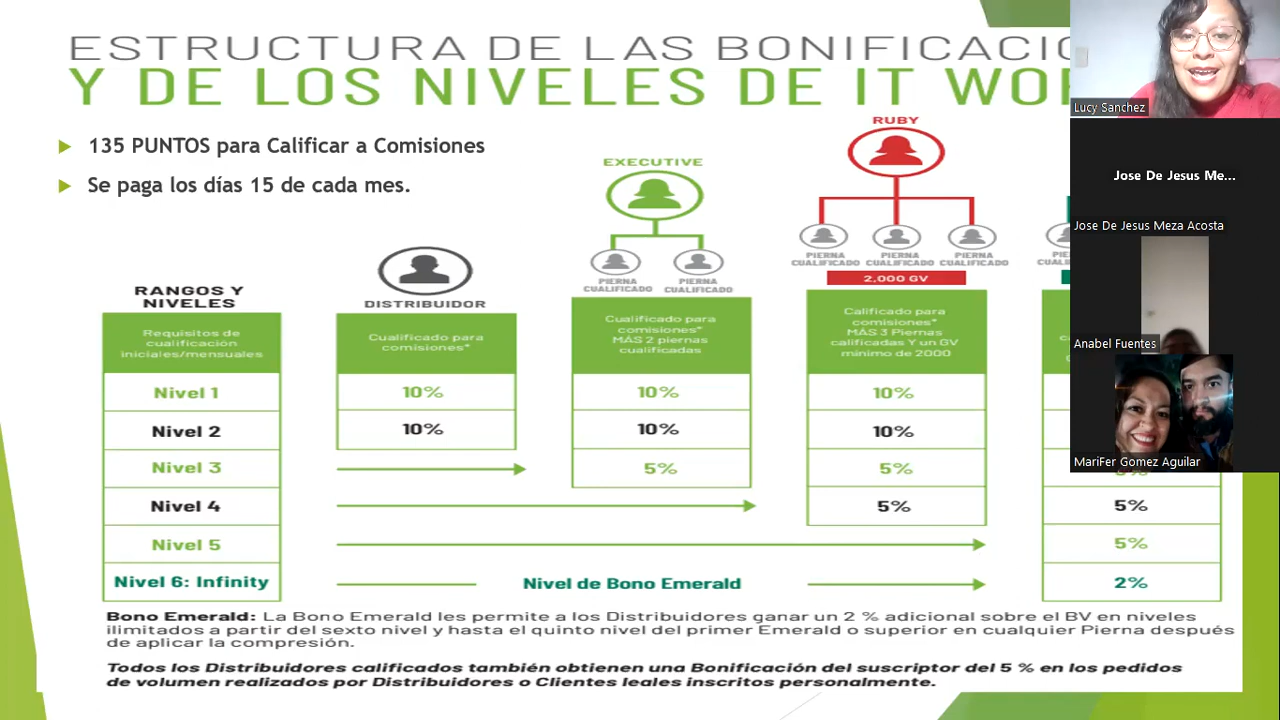 ESTRUCTURA DE LAS BONIFICACIO
Y DE LOS NIVELES DE IT WO
135 PUNTOS para Calificar a Comisiones
Se paga los días 15 de cada mes.
RANGOS Y
NIVELES
Requisitos de
cualificación
iniciales/mensuales
Nivel 1
Nivel 2
Nivel 3
Nivel 4
Nivel 5
Nivel 6: Infinity
DISTRIBUIDOR
Cualificado para
comisiones*
10%
10%
EXECUTIVE
PIERNA
CUALIFICADO
PIERNA
CUALIFICADO
Cualificado para
comisiones*
MÁS 2 piernas
cualificadas
10%
10%
5%
RUBY
PIERNA
CUALIFICADO
PIERNA
CUALIFICADO
PIERNA
CUALIFICADO
2,000 GV
Calificado para
comisiones*
MÁS 3 Piernas
calificadas Y un GV
mínimo de 2000
10%
10%
5%
5%
5%
5%
2%
Nivel de Bono Emerald
Bono Emerald: La Bono Emerald les permite a los Distribuidores ganar un 2 % adicional sobre el BV en niveles
ilimitados a partir del sexto nivel y hasta el quinto nivel del primer Emerald o superior en cualquier Pierna después
de aplicar la compresión.
Todos los Distribuidores calificados también obtienen una Bonificación del suscriptor del 5 % en los pedidos
de volumen realizados por Distribuidores o Clientes leales inscritos personalmente.
Lucy Sanchez
Jose De Jesus Me...
Jose De Jesus Meza Acosta
Anabel Fuentes
MariFer Gomez Aguilar